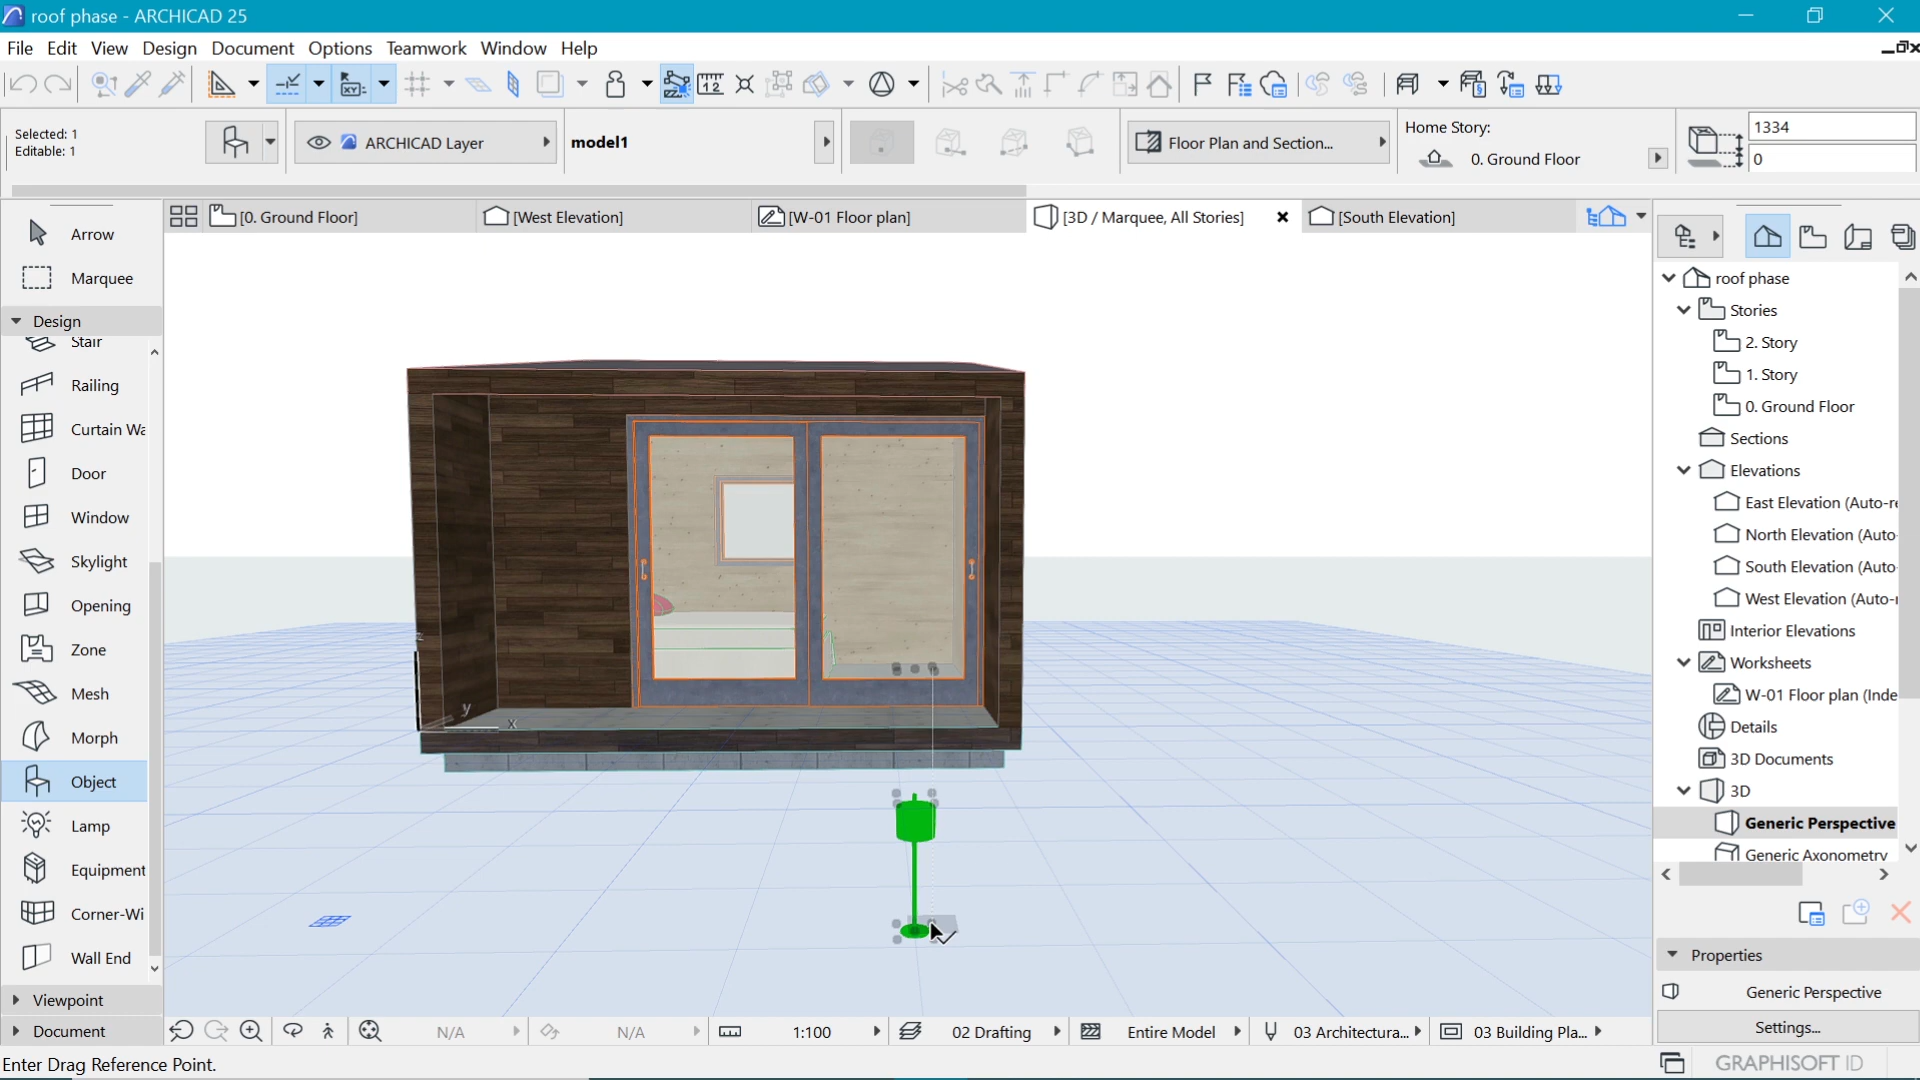 roof phase - ARCHICAD 25
File Edit View Design Document Options Teamwork Window Help
Selected: 1
Editable: 1
ARCHICAD Layer
model1
Floor Plan and Section...
Home Story:
0. Ground Floor
1334
0
[0. Ground Floor]
[West Elevation]
[W-01 Floor plan]
[3D / Marquee, All Stories]
[South Elevation]
Arrow
Marquee
Design
Stair
Railing
Curtain Wa
Door
Window
Skylight
Opening
Zone
Mesh
Morph
Object
Lamp
Equipment
Corner-Wi
Wall End
Viewpoint
Document
z
y
x
roof phase
Stories
2. Story
1. Story
0. Ground Floor
Sections
Elevations
East Elevation (Auto-re
North Elevation (Auto
South Elevation (Auto
West Elevation (Auto-r
Interior Elevations
Worksheets
W-01 Floor plan (Inde
Details
3D Documents
3D
Generic Perspective
Generic Axonometry
Properties
Generic Perspective
Settings...
N/A
N/A
1:100
02 Drafting
Entire Model
03 Architectura...
03 Building Pla...
Enter Drag Reference Point.
GRAPHISOFT ID